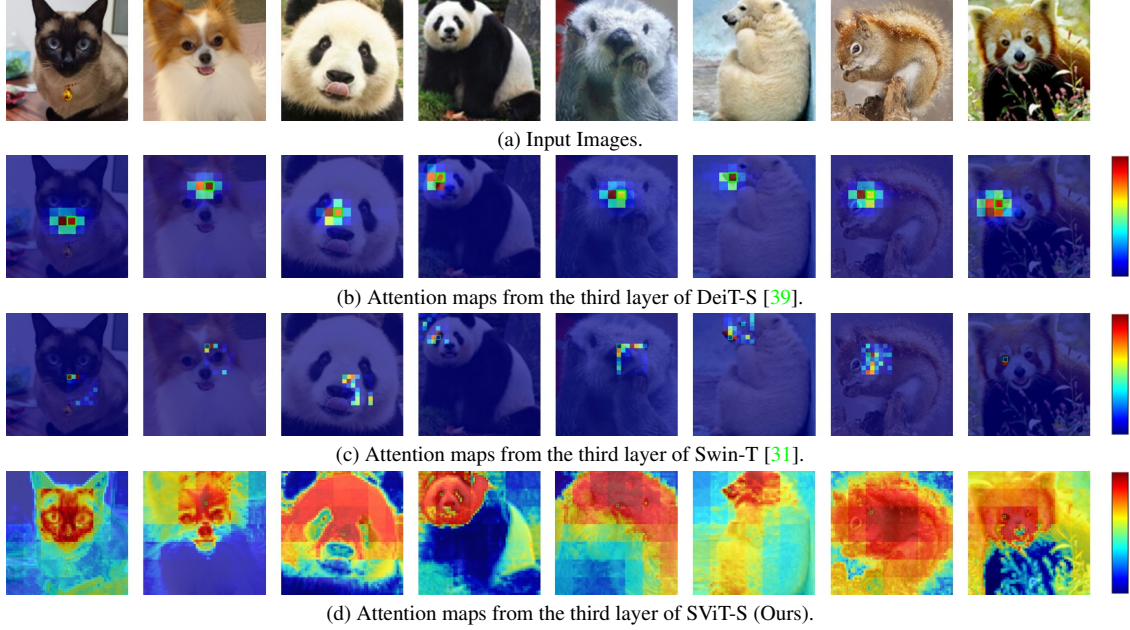 (a) Input Images.
(b) Attention maps from the third layer of DeiT-S [39].
(c) Attention maps from the third layer of Swin-T [31].
(d) Attention maps from the third layer of SViT-S (Ours).